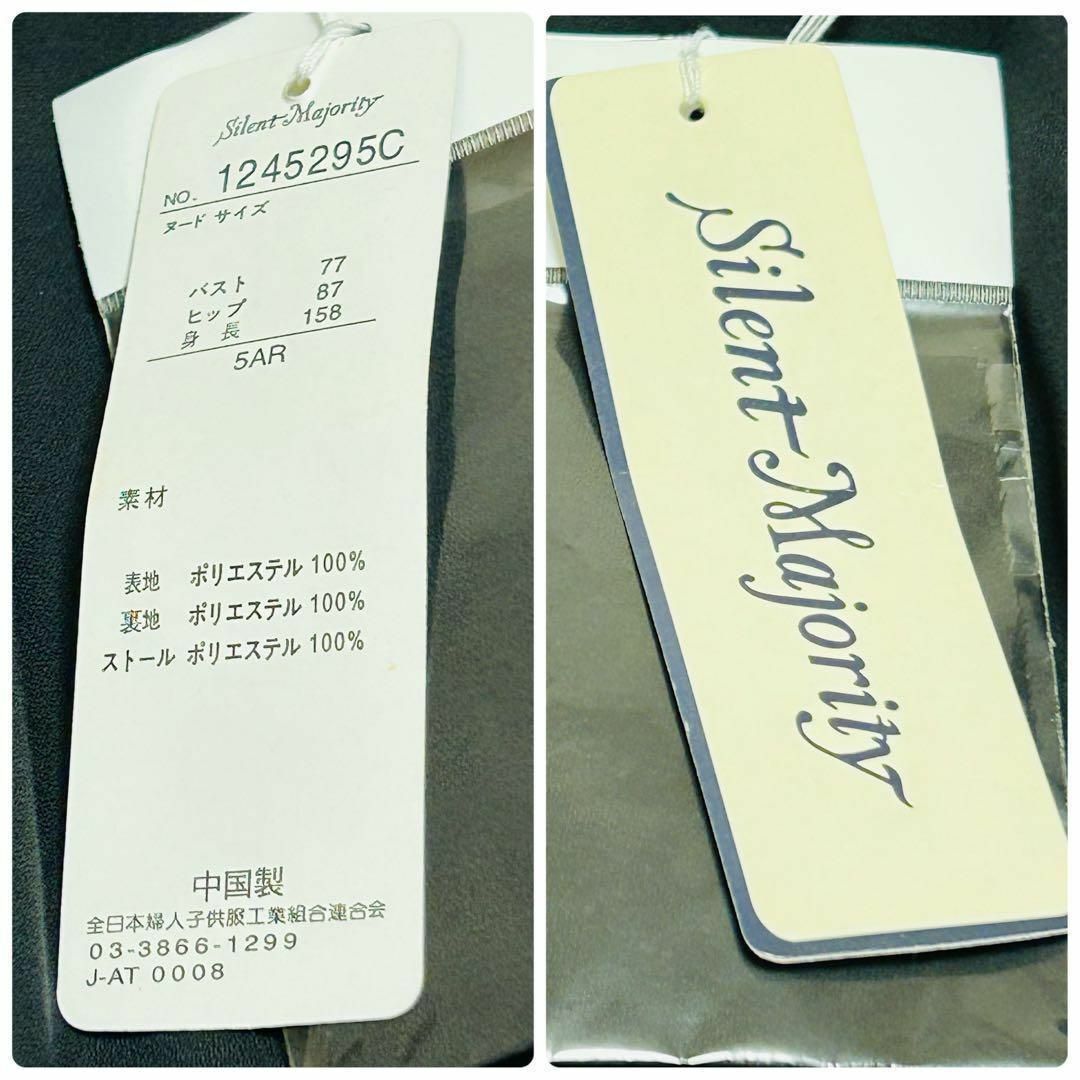 Silent Majority
NO. 1245295C
ヌード サイズ
バスト 77
ヒップ 87
身長 158
5AR
素材
表地 ポリエステル 100%
裏地 ポリエステル 100%
ストール ポリエステル 100%
中国製
全日本婦人子供服工業組合連合会
03-3866-1299
J-AT 0008
Silent Majority